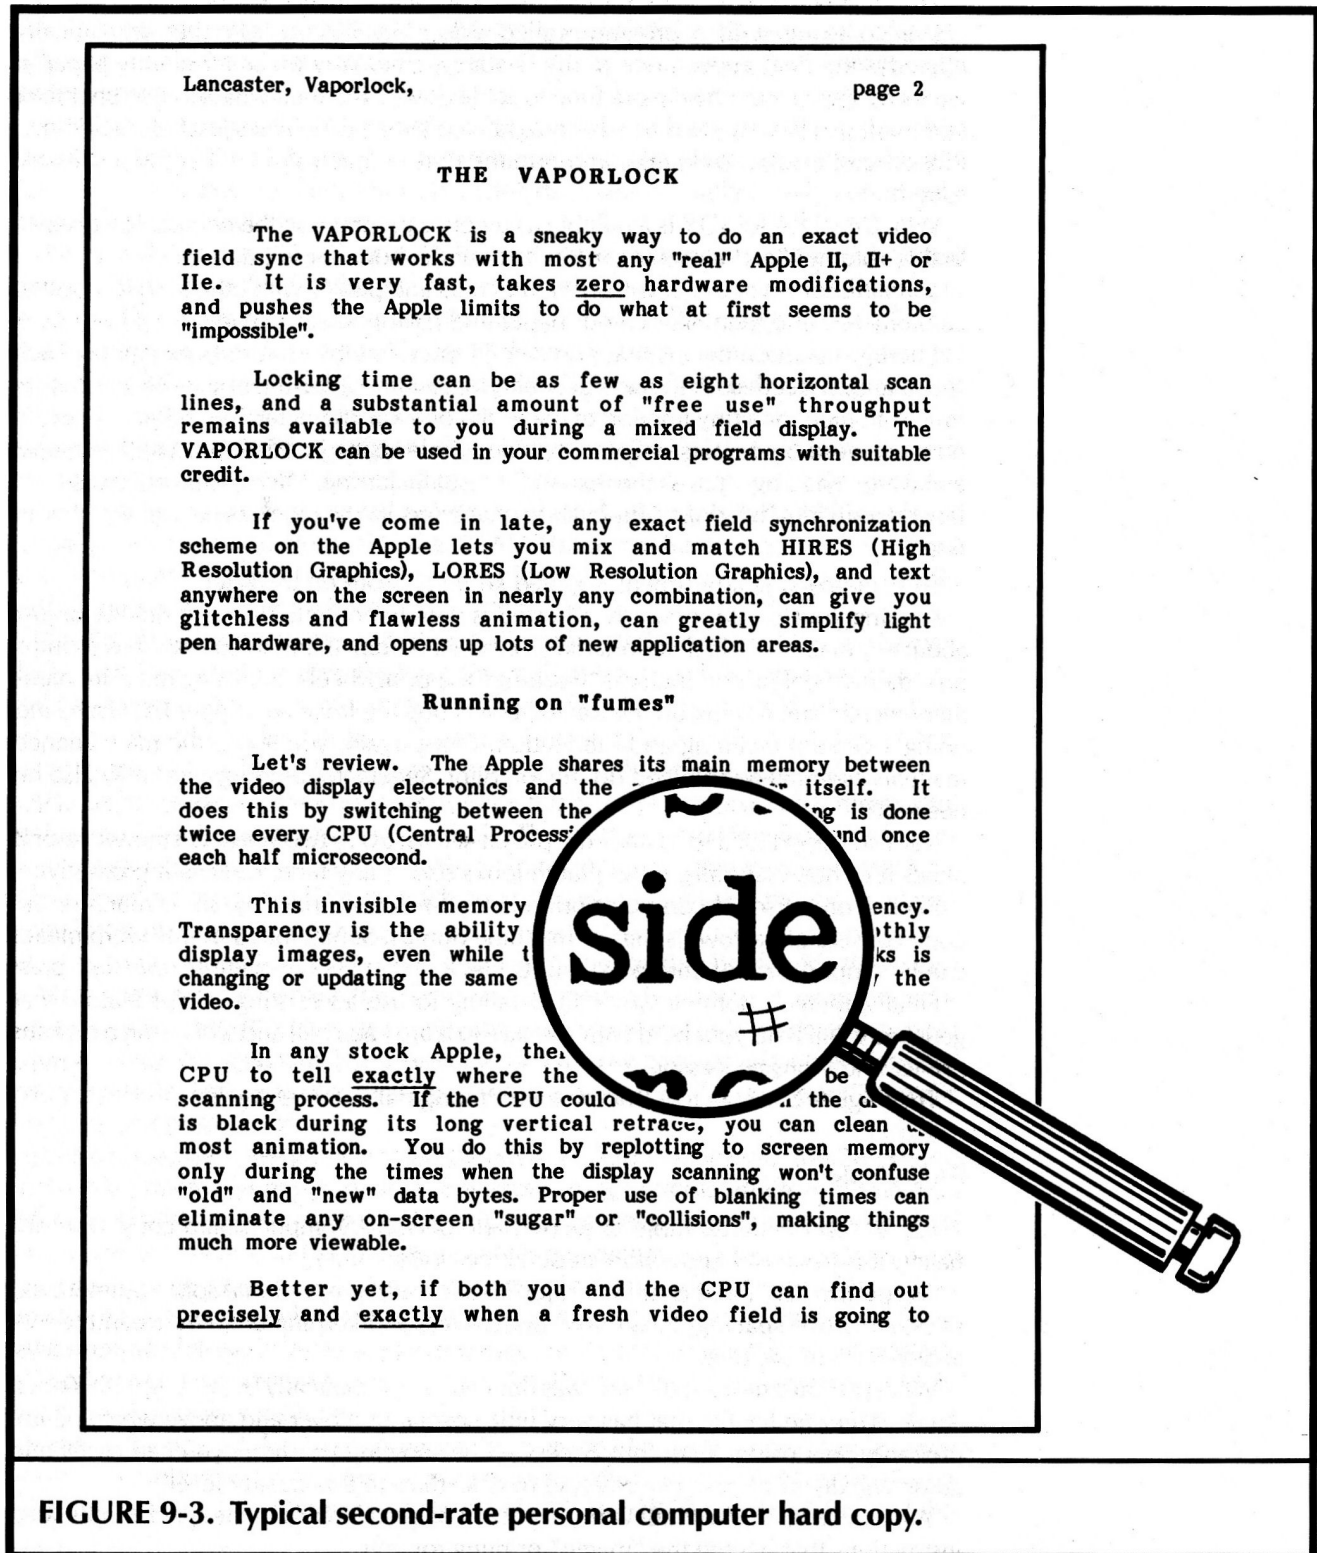 Lancaster, Vaporlock, page 2
THE VAPORLOCK
The VAPORLOCK is a sneaky way to do an exact video
field sync that works with most any "real" Apple II, II+ or
IIe. It is very fast, takes zero hardware modifications,
and pushes the Apple limits to do what at first seems to be
"impossible".
Locking time can be as few as eight horizontal scan
lines, and a substantial amount of "free use" throughput
remains available to you during a mixed field display. The
VAPORLOCK can be used in your commercial programs with suitable
credit.
If you've come in late, any exact field synchronization
scheme on the Apple lets you mix and match HIRES (High
Resolution Graphics), LORES (Low Resolution Graphics), and text
anywhere on the screen in nearly any combination, can give you
glitchless and flawless animation, can greatly simplify light
pen hardware, and opens up lots of new application areas.
Running on "fumes"
Let's review. The Apple shares its main memory between
the video display electronics and the itself. It
does this by switching between the ng is done
twice every CPU (Central Process und once
each half microsecond.
This invisible memory ency.
Transparency is the ability thly
display images, even while t ks is
changing or updating the same the
video.
side
#
In any stock Apple, ther
CPU to tell exactly where the be
scanning process. If the CPU could the
is black during its long vertical retrace, you can clean
most animation. You do this by replotting to screen memory
only during the times when the display scanning won't confuse
"old" and "new" data bytes. Proper use of blanking times can
eliminate any on-screen "sugar" or "collisions", making things
much more viewable.
Better yet, if both you and the CPU can find out
precisely and exactly when a fresh video field is going to
FIGURE 9-3. Typical second-rate personal computer hard copy.